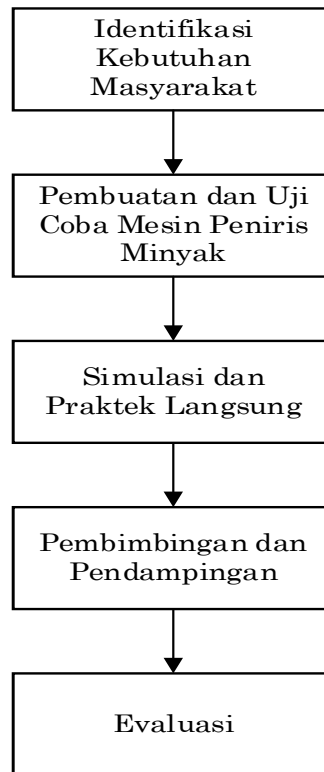 Identifikasi
Kebutuhan
Masyarakat
Pembuatan dan Uji
Coba Mesin Peniris
Minyak
Simulasi dan
Praktek Langsung
Pembimbingan dan
Pendampingan
Evaluasi